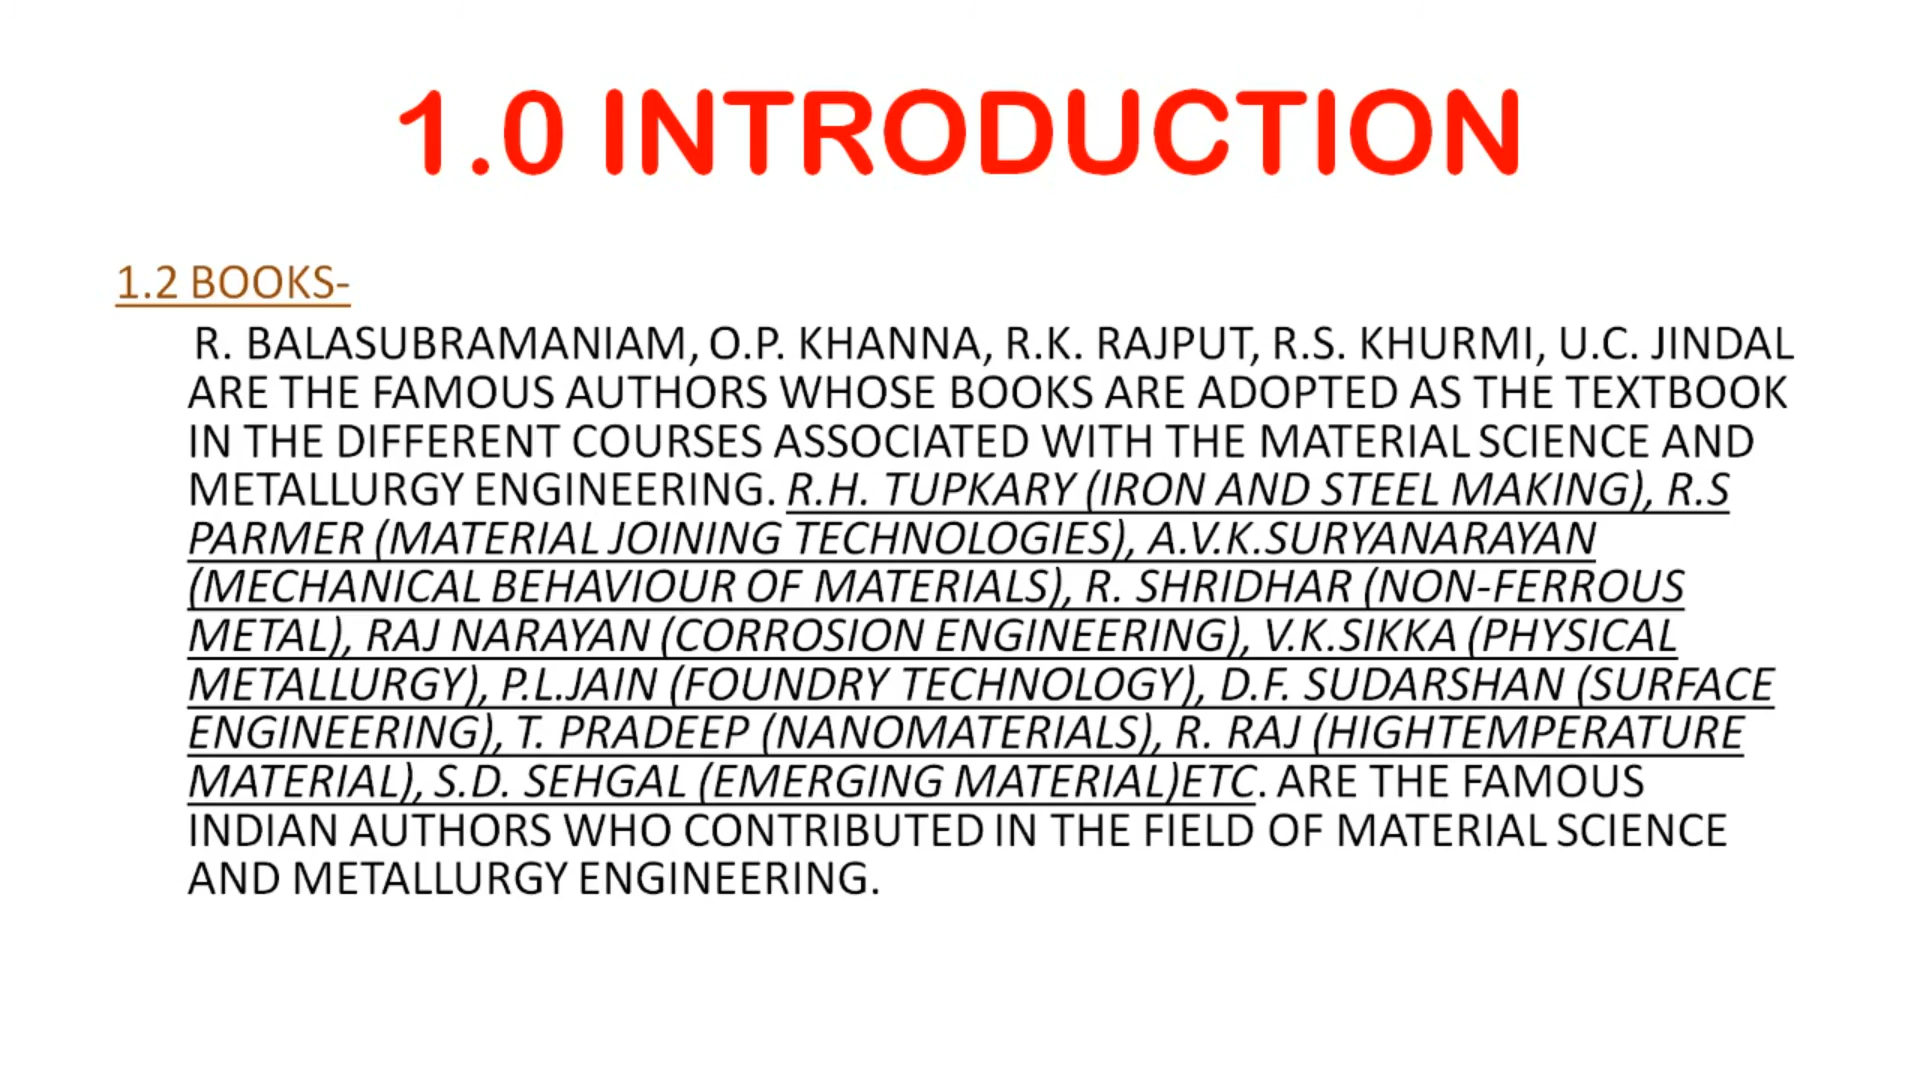 1.0 INTRODUCTION
1.2 BOOKS-
R. BALASUBRAMANIAM, O.P. KHANNA, R.K. RAJPUT, R.S. KHURMI, U.C. JINDAL
ARE THE FAMOUS AUTHORS WHOSE BOOKS ARE ADOPTED AS THE TEXTBOOK
IN THE DIFFERENT COURSES ASSOCIATED WITH THE MATERIAL SCIENCE AND
METALLURGY ENGINEERING. R.H. TUPKARY (IRON AND STEEL MAKING), R.S
PARMER (MATERIAL JOINING TECHNOLOGIES), A.V.K.SURYANARAYAN
(MECHANICAL BEHAVIOUR OF MATERIALS), R. SHRIDHAR (NON-FERROUS
METAL), RAJ NARAYAN (CORROSION ENGINEERING), V.K.SIKKA (PHYSICAL
METALLURGY), P.L.JAIN (FOUNDRY TECHNOLOGY), D.F. SUDARSHAN (SURFACE
ENGINEERING), T. PRADEEP (NANOMATERIALS), R. RAJ (HIGHTEMPERATURE
MATERIAL), S.D. SEHGAL (EMERGING MATERIAL)ETC. ARE THE FAMOUS
INDIAN AUTHORS WHO CONTRIBUTED IN THE FIELD OF MATERIAL SCIENCE
AND METALLURGY ENGINEERING.